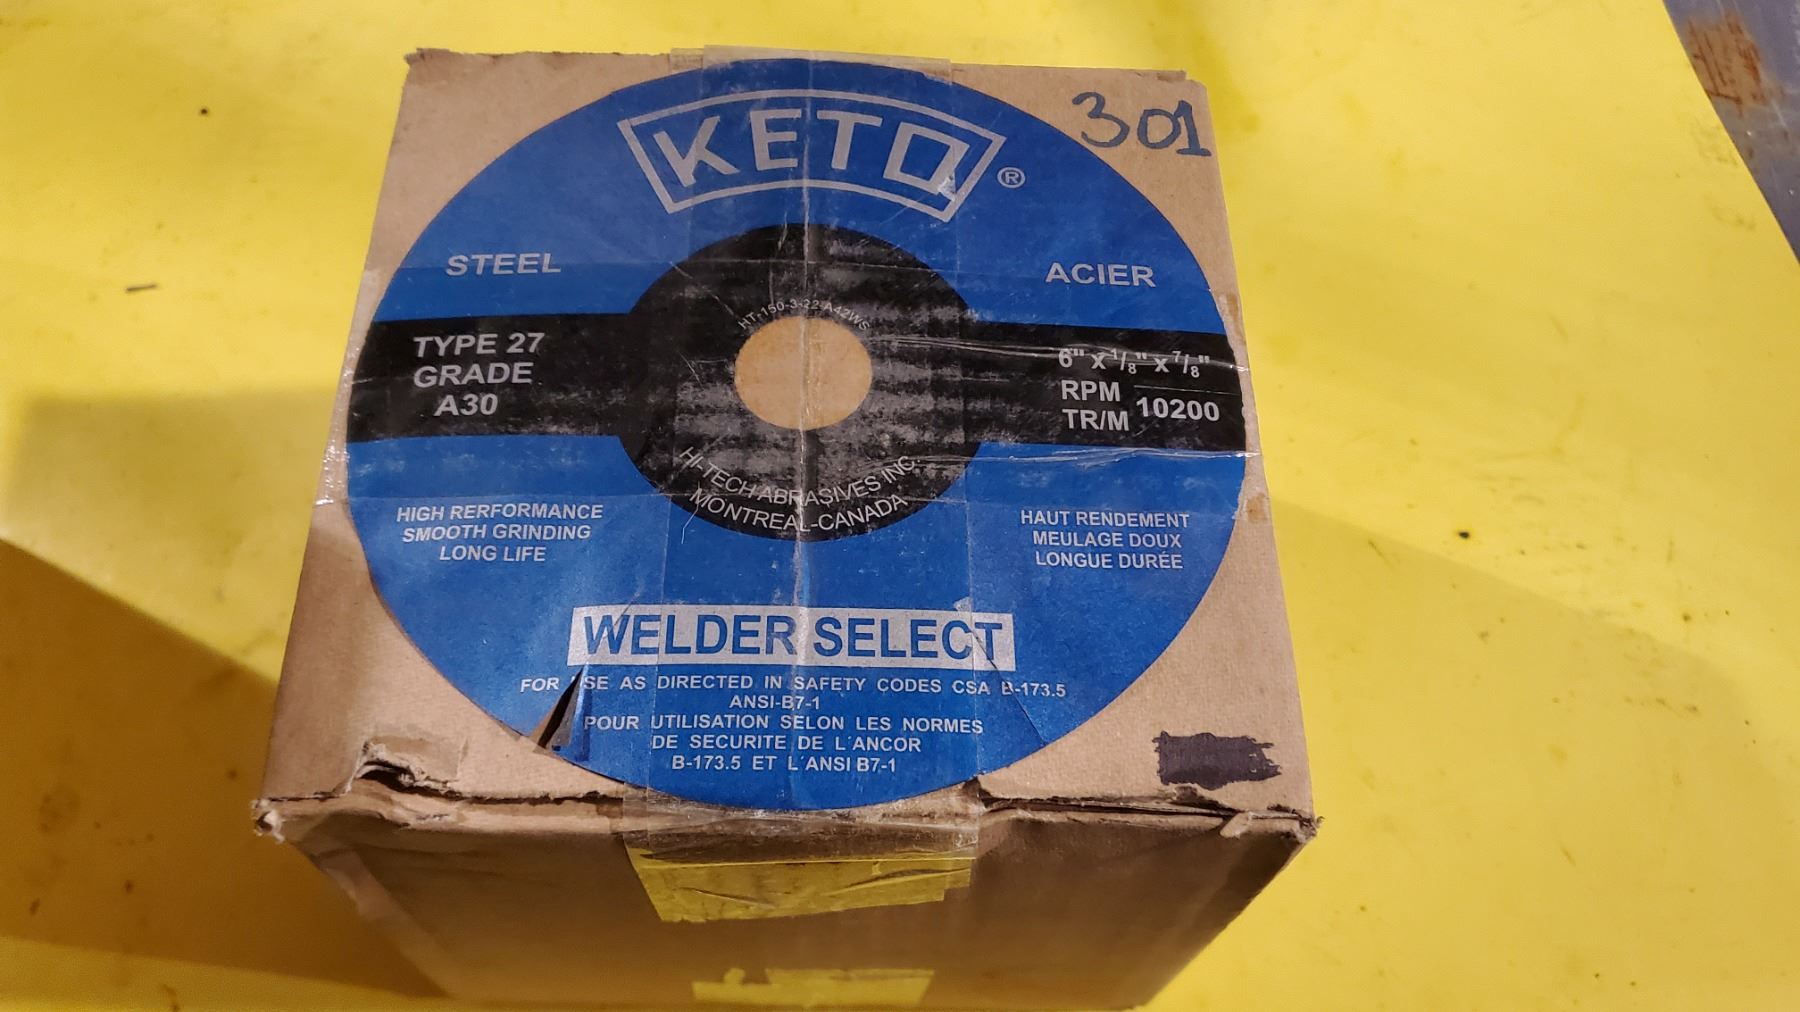 KETO®
301
STEEL
ACIER
HT-150-3-22-A42WS
TYPE 27
GRADE
A30
6" x 1/8" x 7/8"
RPM
TR/M 10200
HI-TECH ABRASIVES INC.
MONTREAL-CANADA
HIGH RERFORMANCE
SMOOTH GRINDING
LONG LIFE
HAUT RENDEMENT
MEULAGE DOUX
LONGUE DURÉE
WELDER SELECT
FOR SE AS DIRECTED IN SAFETY CODES CSA B-173.5
ANSI-B7-1
POUR UTILISATION SELON LES NORMES
DE SECURITE DE L'ANCOR
B-173.5 ET L'ANSI B7-1